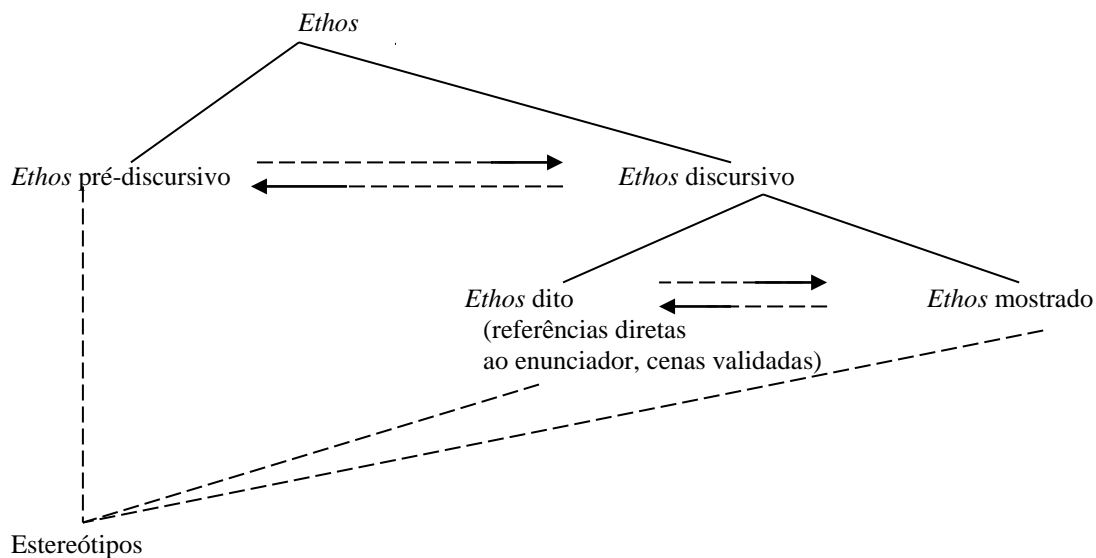 Ethos
Ethos pré-discursivo
Ethos discursivo
Ethos dito
Ethos mostrado
(referências diretas
ao enunciador, cenas validadas)
Estereótipos